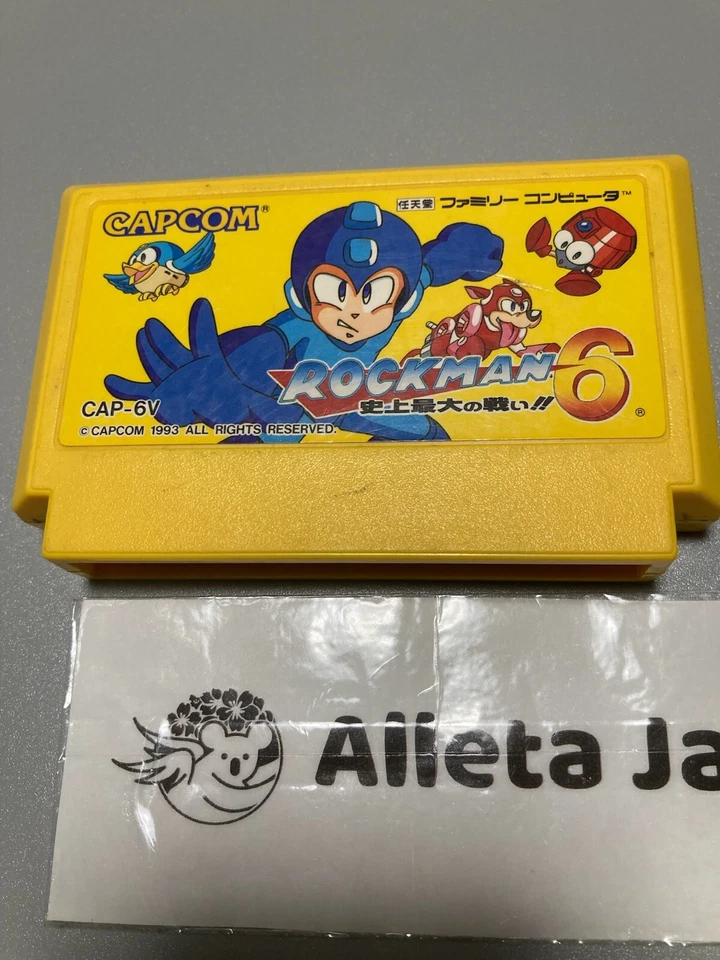 CAPCOM®
任天堂 ファミリー コンピュータ™
ROCKMAN 6
史上最大の戦い!!
®
CAP-6V
© CAPCOM 1993 ALL RIGHTS RESERVED.
Alleta Ja